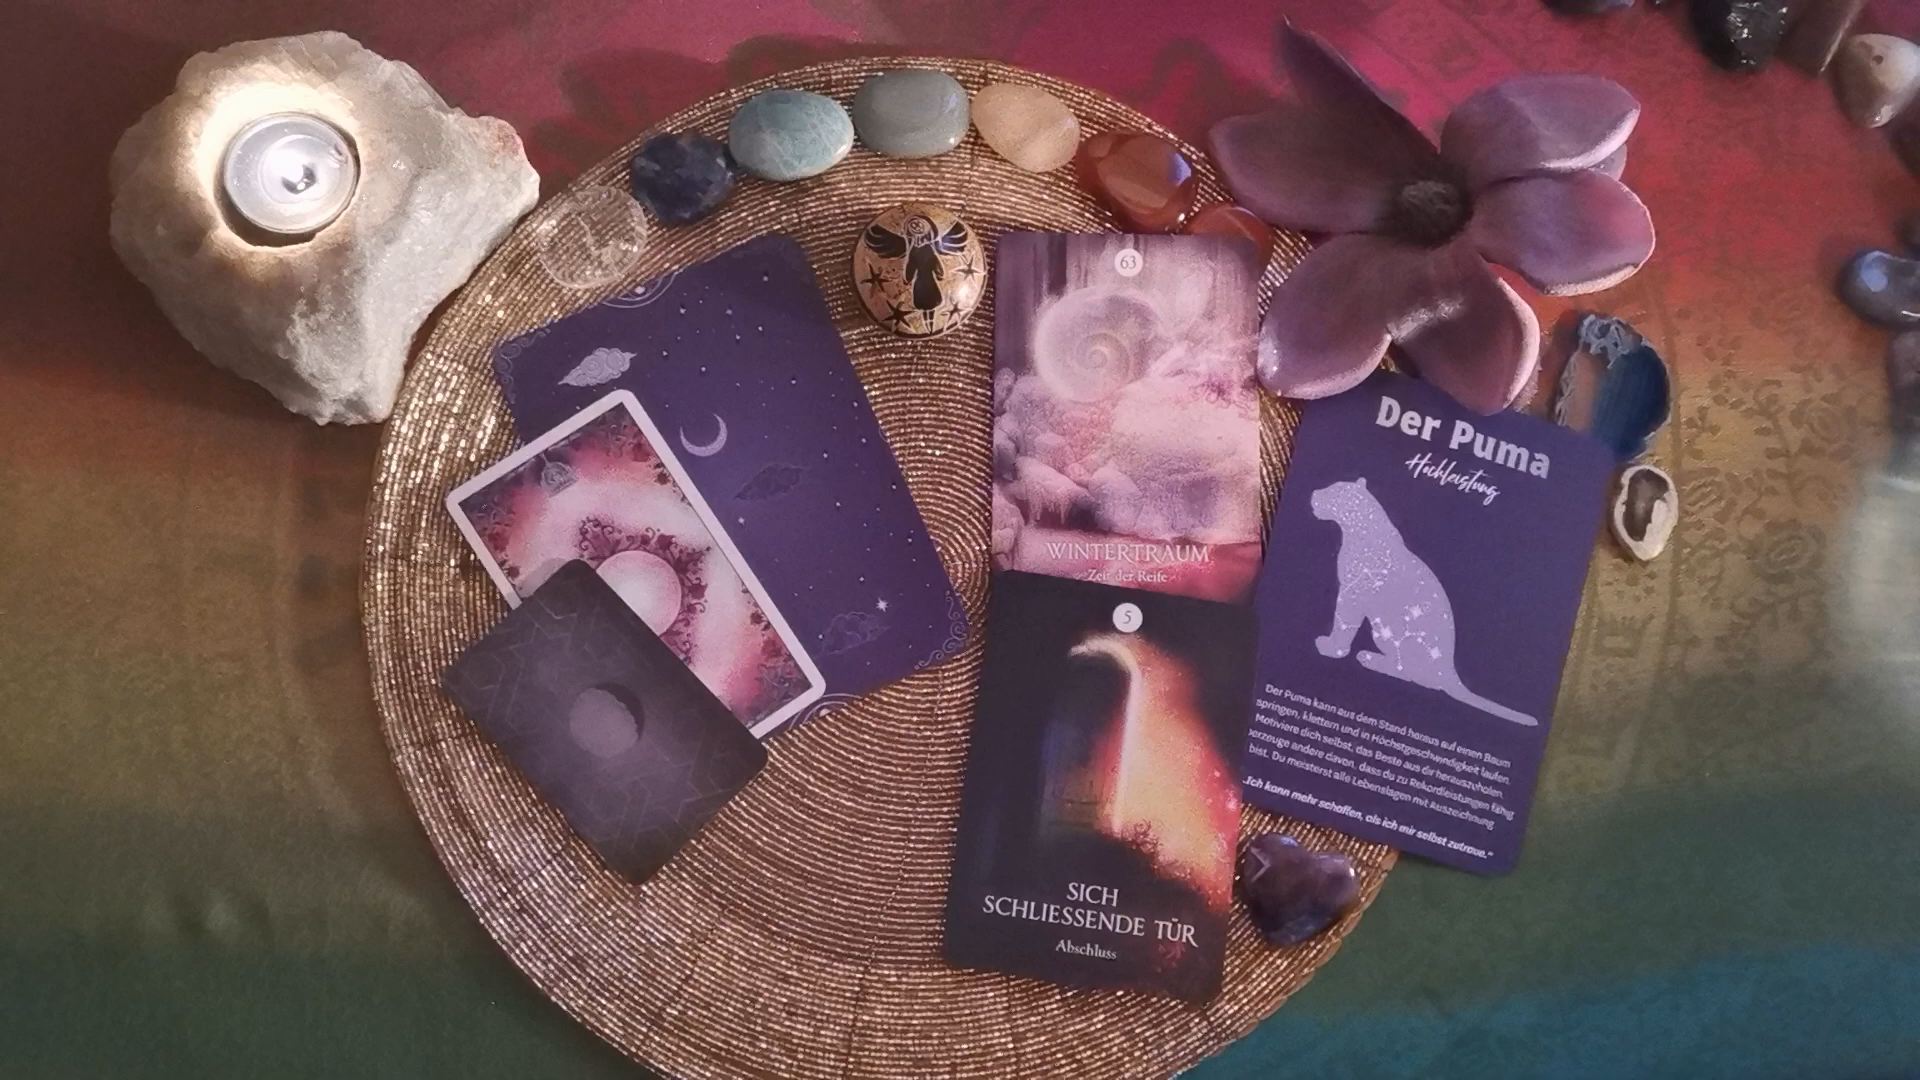 63
WINTERTRAUM
Zeit der Reife
5
SICH
SCHLIESSENDE TÜR
Abschluss
Der Puma
Hochleistung
Der Puma kann aus dem Stand heraus auf einen Baum
springen, klettern und in Höchstgeschwindigkeit laufen.
Motiviere dich selbst, das Beste aus dir herauszuholen.
berzeuge andere davon, dass du zu Rekordleistungen fähig
bist. Du meisterst alle Lebenslagen mit Auszeichnung
„Ich kann mehr schaffen, als ich mir selbst zutraue."